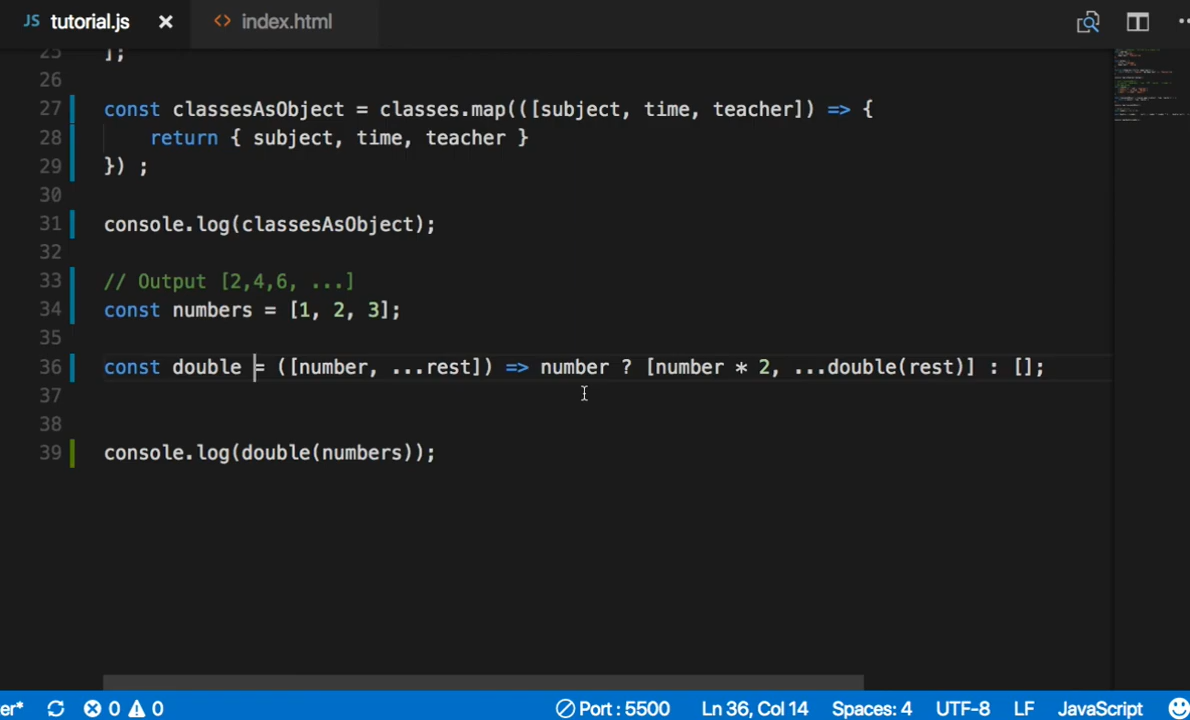 JS tutorial.js × <> index.html
25 ];
26
27 const classesAsObject = classes.map(([subject, time, teacher]) => {
28 return { subject, time, teacher }
29 }) ;
30
31 console.log(classesAsObject);
32
33 // Output [2,4,6, ...]
34 const numbers = [1, 2, 3];
35
36 const double = ([number, ...rest]) => number ? [number * 2, ...double(rest)] : [];
37
38
39 console.log(double(numbers));
er* 0 0 Port : 5500 Ln 36, Col 14 Spaces: 4 UTF-8 LF JavaScript